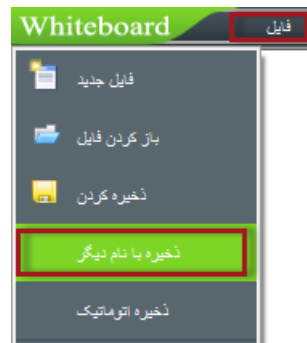 Whiteboard
فایل
فایل جدید
باز کردن فایل
ذخیره کردن
ذخیره با نام دیگر
ذخیره اتوماتیک